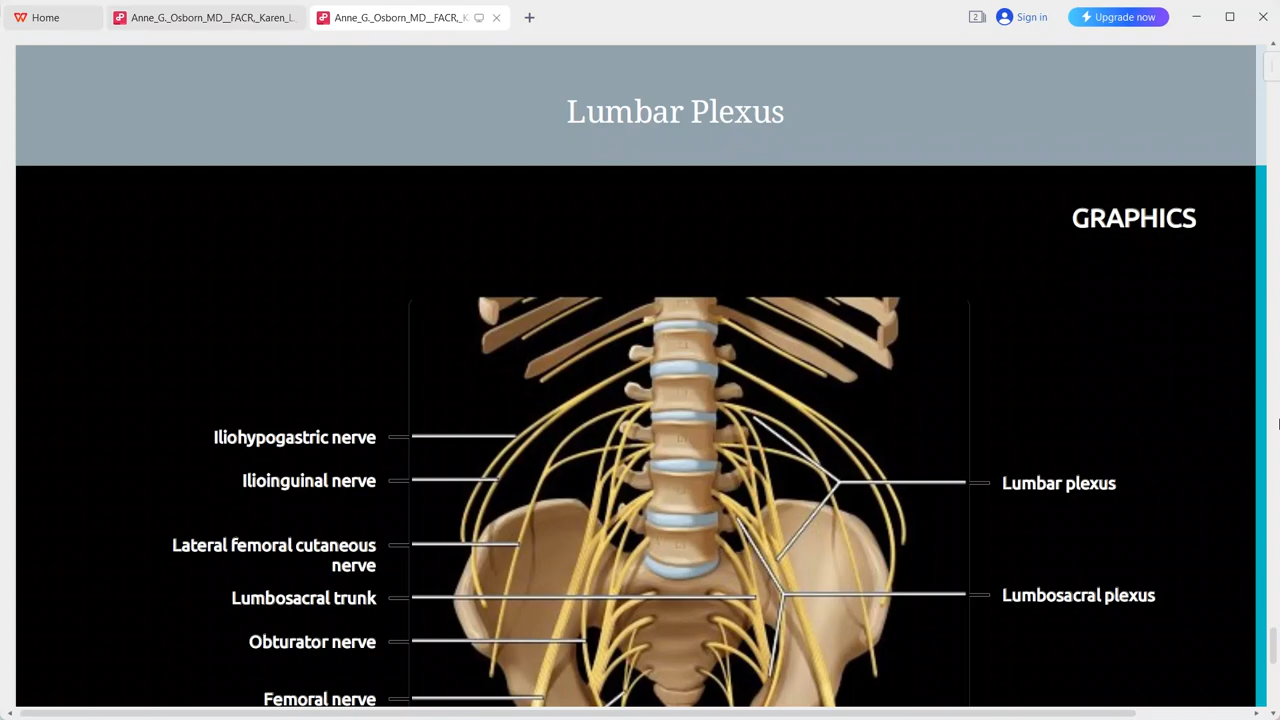 Home
Anne_G._Osborn_MD__FACR,_Karen_L
Anne_G._Osborn_MD__FACR,_K
2
Sign in
Upgrade now
Lumbar Plexus
GRAPHICS
Iliohypogastric nerve
Ilioinguinal nerve
Lumbar plexus
Lateral femoral cutaneous
nerve
Lumbosacral trunk
Lumbosacral plexus
Obturator nerve
Femoral nerve